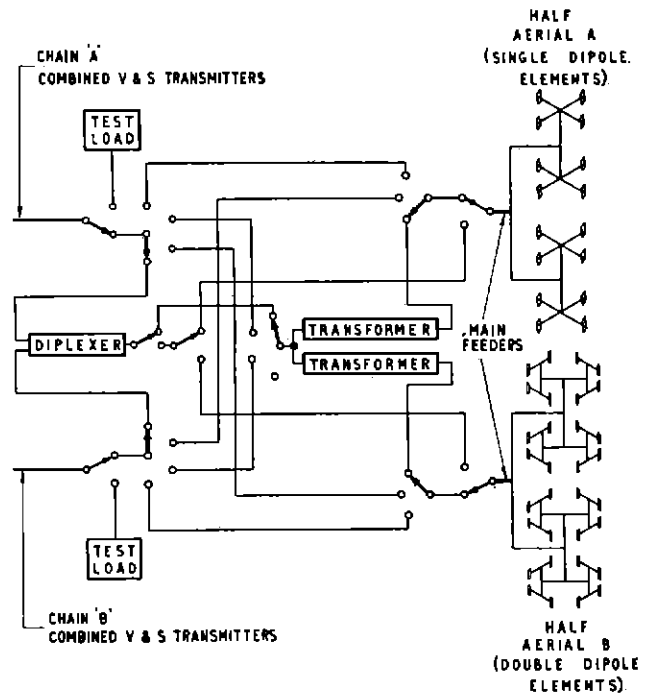 HALF
AERIAL A
(SINGLE DIPOLE.
ELEMENTS).
CHAIN 'A'
COMBINED V & S TRANSMITTERS
TEST
LOAD
DIPLEXER
TRANSFORMER
TRANSFORMER
MAIN
FEEDERS
TEST
LOAD
CHAIN 'B'
COMBINED V & S TRANSMITTERS
HALF
AERIAL B
(DOUBLE DIPOLE
ELEMENTS)